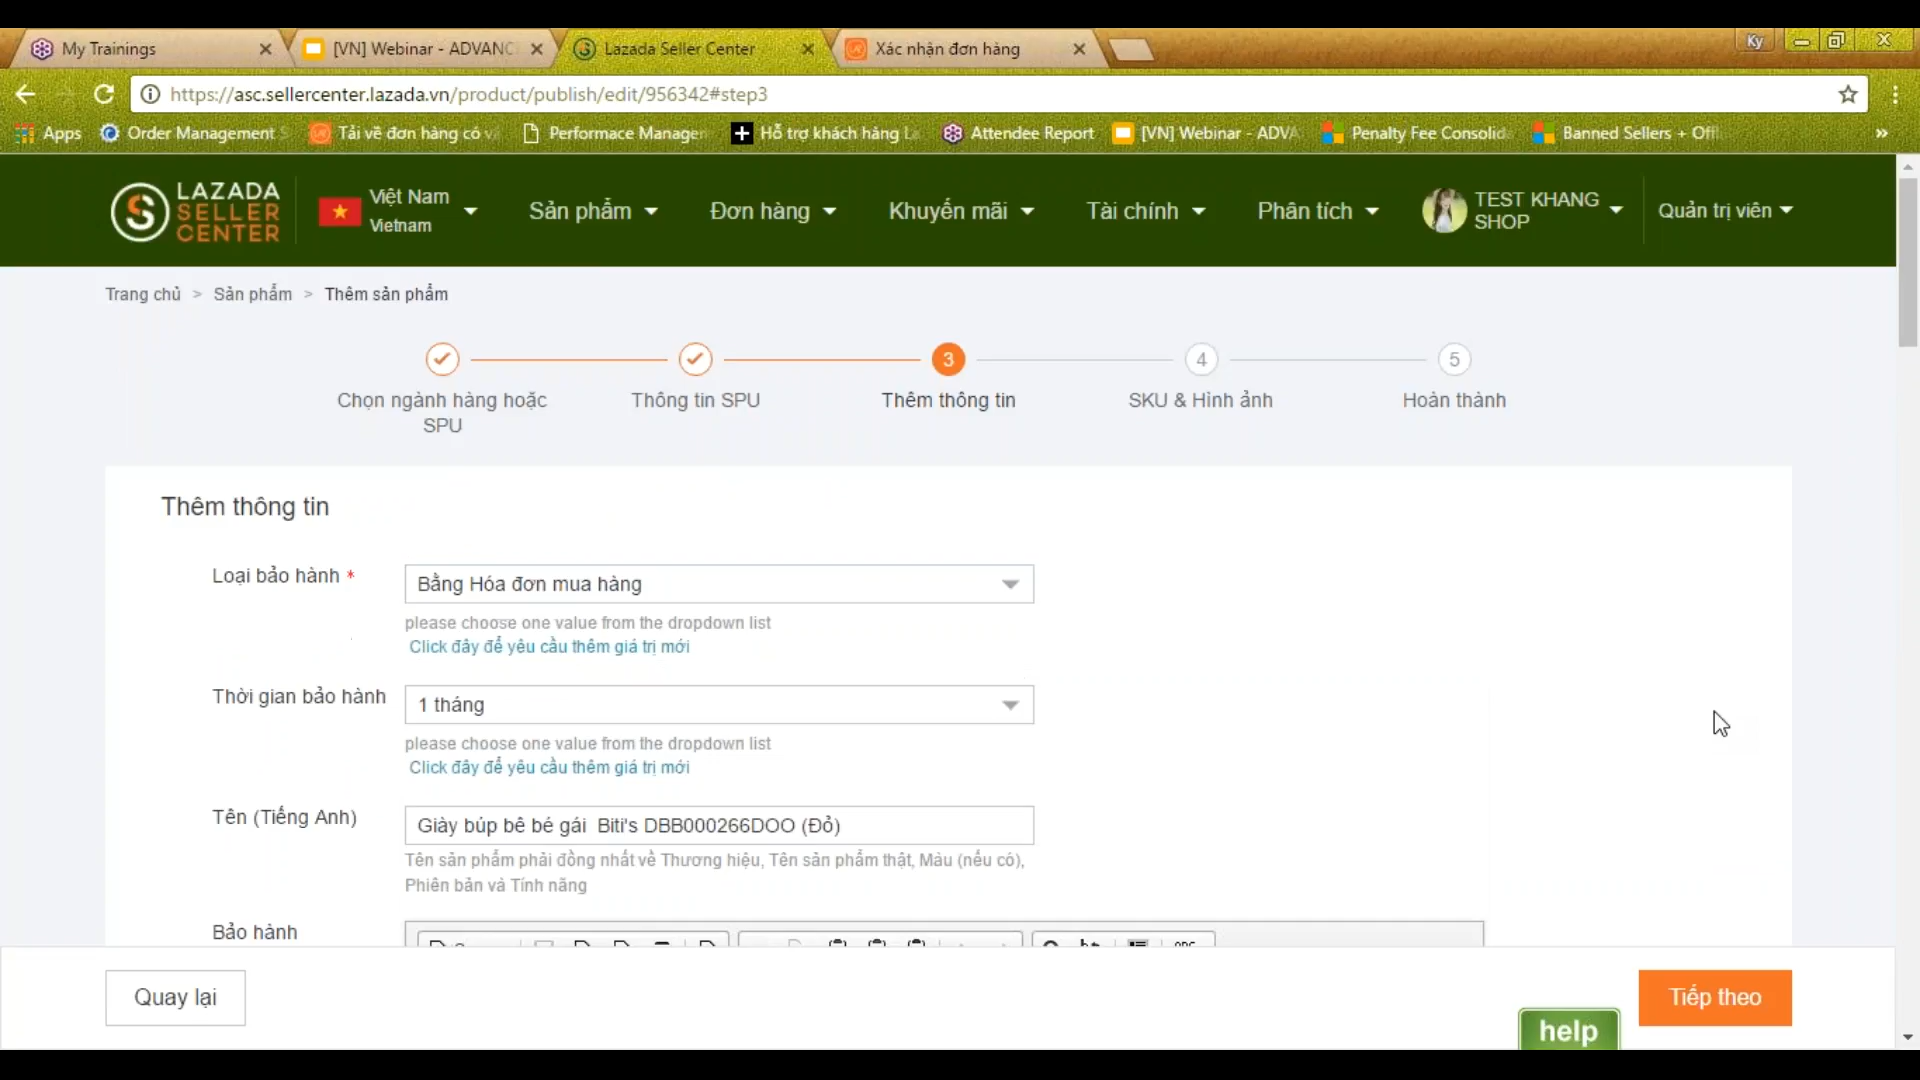 My Trainings
[VN] Webinar - ADVANC
Lazada Seller Center
Xác nhận đơn hàng
Ky
https://asc.sellercenter.lazada.vn/product/publish/edit/956342#step3
Apps
Order Management S
Tải về đơn hàng có vă
Performace Manager
Hỗ trợ khách hàng La
Attendee Report
[VN] Webinar - ADVA
Penalty Fee Consolid
Banned Sellers + Offl
LAZADA
SELLER
CENTER
Việt Nam
Vietnam
Sản phẩm
Đơn hàng
Khuyến mãi
Tài chính
Phân tích
TEST KHANG
SHOP
Quản trị viên
Trang chủ > Sản phẩm > Thêm sản phẩm
3
4
5
Chọn ngành hàng hoặc
SPU
Thông tin SPU
Thêm thông tin
SKU & Hình ảnh
Hoàn thành
Thêm thông tin
Loại bảo hành *
Bằng Hóa đơn mua hàng
please choose one value from the dropdown list
Click đây để yêu cầu thêm giá trị mới
Thời gian bảo hành
1 tháng
please choose one value from the dropdown list
Click đây để yêu cầu thêm giá trị mới
Tên (Tiếng Anh)
Giày búp bê bé gái  Biti's DBB000266DOO (Đỏ)
Tên sản phẩm phải đồng nhất về Thương hiệu, Tên sản phẩm thật, Màu (nếu có),
Phiên bản và Tính năng
Bảo hành
Quay lại
Tiếp theo
help